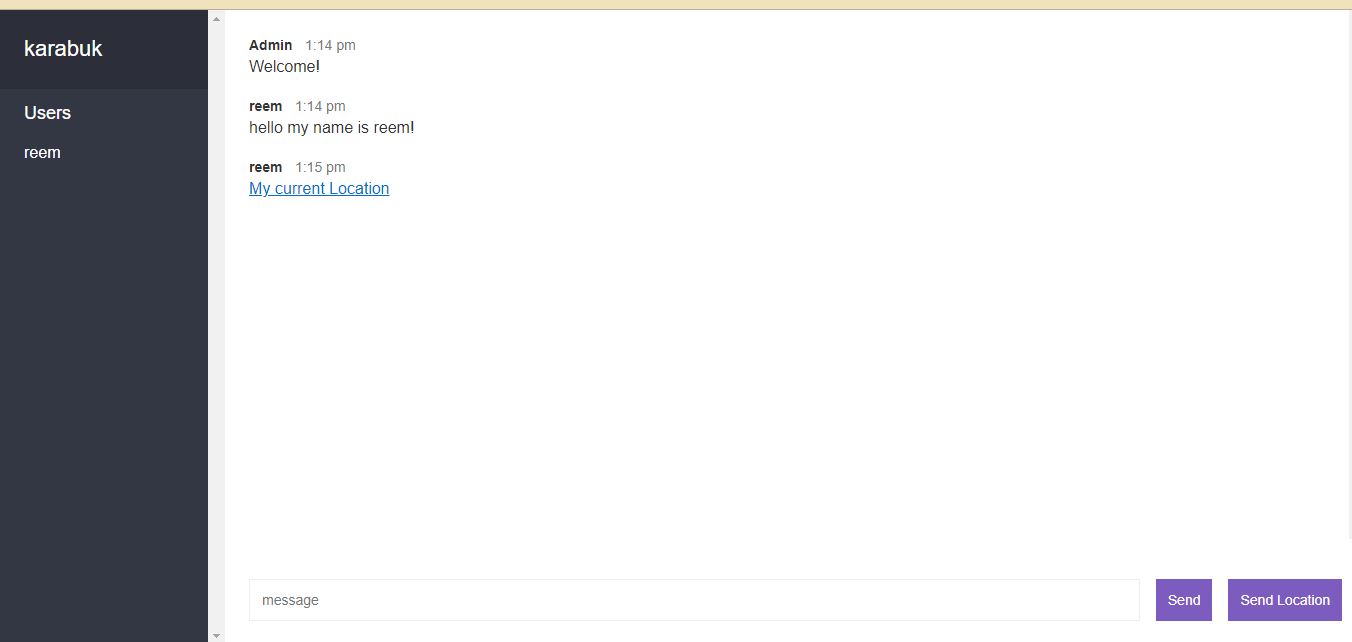 karabuk
Users
reem
Admin 1:14 pm
Welcome!
reem 1:14 pm
hello my name is reem!
reem 1:15 pm
My current Location
message
Send
Send Location